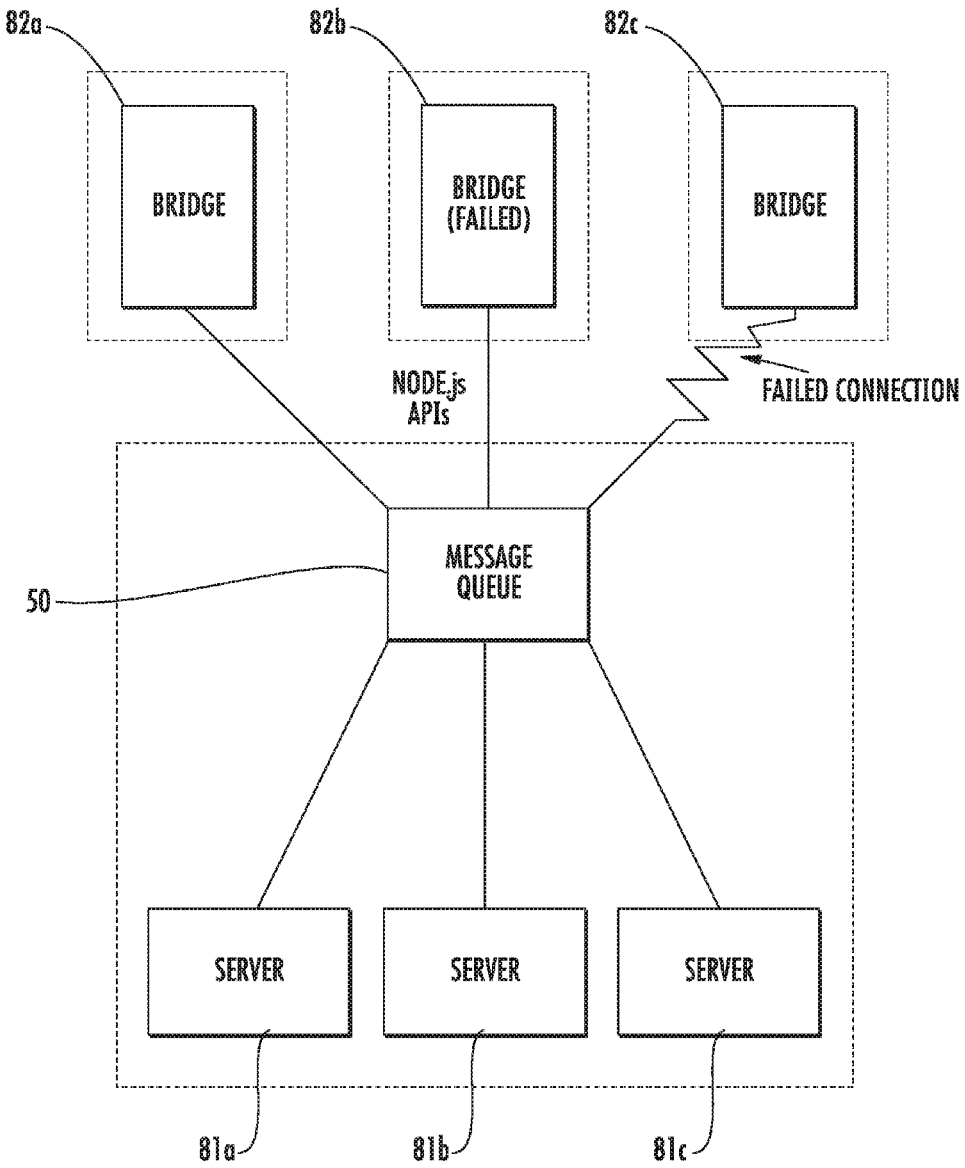 82a
82b
82c
BRIDGE
BRIDGE
(FAILED)
BRIDGE
NODE.js
APIs
FAILED CONNECTION
MESSAGE
QUEUE
50
SERVER
SERVER
SERVER
81a
81b
81c